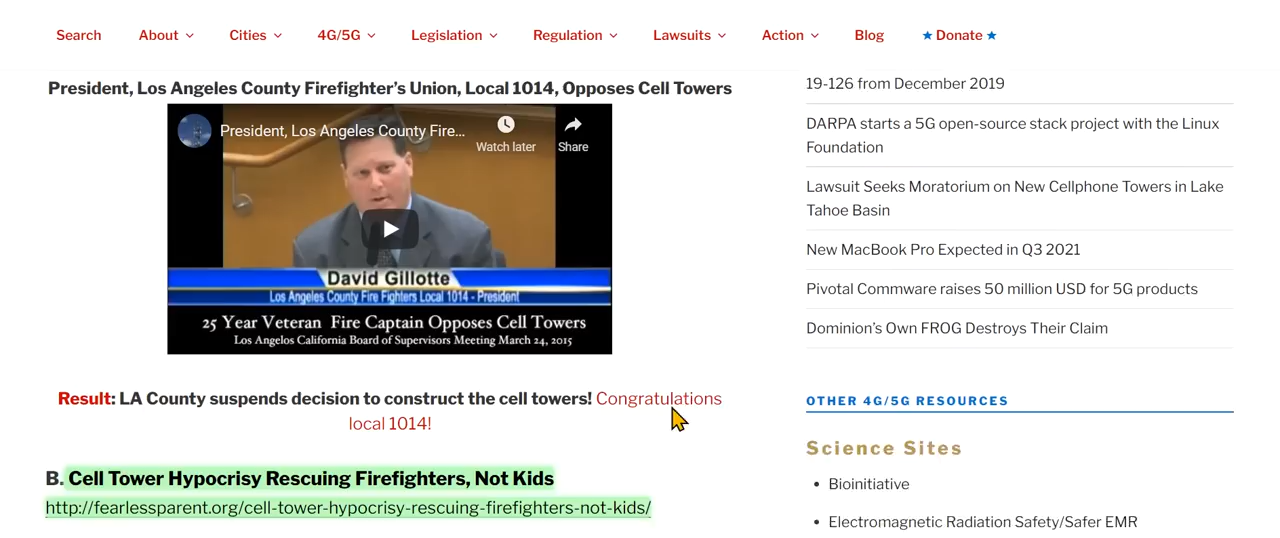 Search About Cities 4G/5G Legislation Regulation Lawsuits Action Blog Donate
President, Los Angeles County Firefighter's Union, Local 1014, Opposes Cell Towers
President, Los Angeles County Fire...
Watch later Share
David Gillotte
Los Angeles County Fire Fighters Local 1014 - President
25 Year Veteran Fire Captain Opposes Cell Towers
Los Angelos California Board of Supervisors Meeting March 24, 2015
Result: LA County suspends decision to construct the cell towers! Congratulations
local 1014!
B. Cell Tower Hypocrisy Rescuing Firefighters, Not Kids
http://fearlessparent.org/cell-tower-hypocrisy-rescuing-firefighters-not-kids/
19-126 from December 2019
DARPA starts a 5G open-source stack project with the Linux
Foundation
Lawsuit Seeks Moratorium on New Cellphone Towers in Lake
Tahoe Basin
New MacBook Pro Expected in Q3 2021
Pivotal Commware raises 50 million USD for 5G products
Dominion's Own FROG Destroys Their Claim
OTHER 4G/5G RESOURCES
Science Sites
• Bioinitiative
• Electromagnetic Radiation Safety/Safer EMR